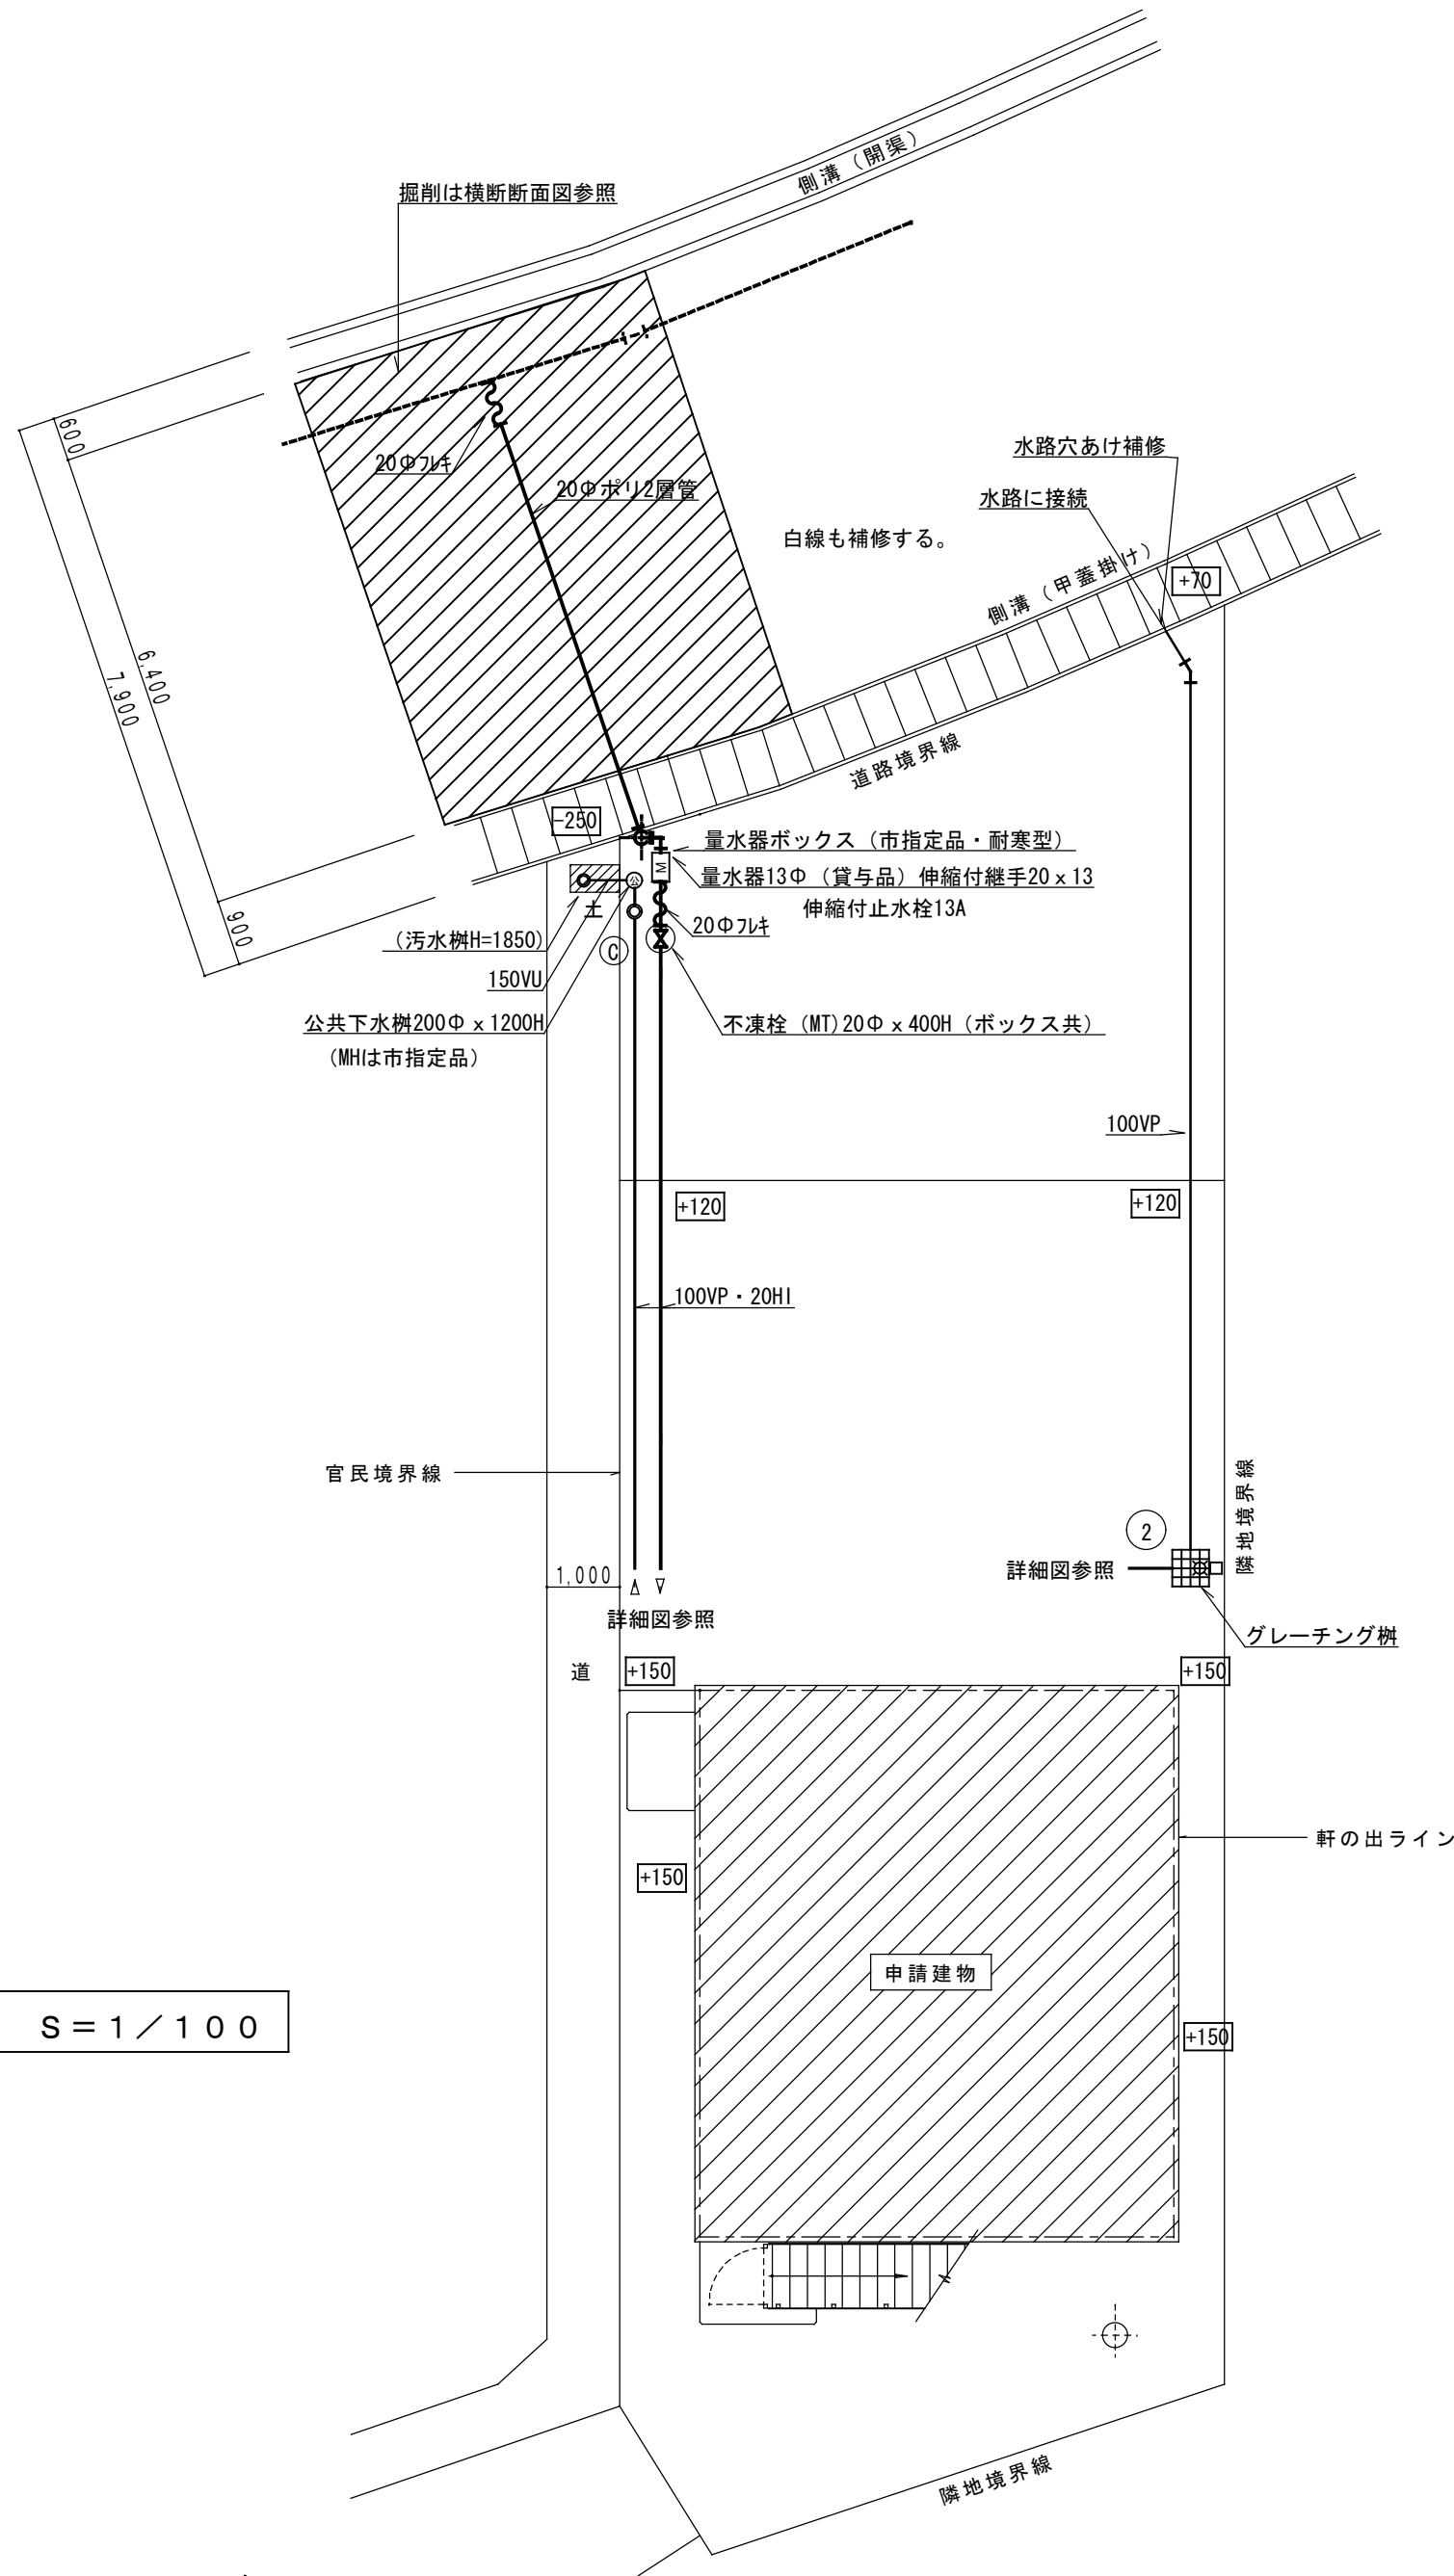 側溝（開渠）
掘削は横断断面図参照
600
20Φﾌﾚｷ
20Φポリ2層管
水路穴あけ補修
水路に接続
白線も補修する。
側溝（甲蓋掛け）
+70
6,400
7,900
道路境界線
-250
量水器ボックス（市指定品・耐寒型）
M
公
量水器13Φ（貸与品）伸縮付継手20ｘ13
伸縮付止水栓13A
土
900
（汚水桝H=1850）
C
20Φﾌﾚｷ
150VU
公共下水桝200Φｘ1200H
（MHは市指定品）
不凍栓（MT)20Φｘ400H（ボックス共）
100VP
+120
+120
100VP・20HI
官民境界線
隣地境界線
2
詳細図参照
1,000
詳細図参照
グレーチング桝
道
+150
+150
軒の出ライン
+150
申請建物
Ｓ＝１／１００
+150
隣地境界線